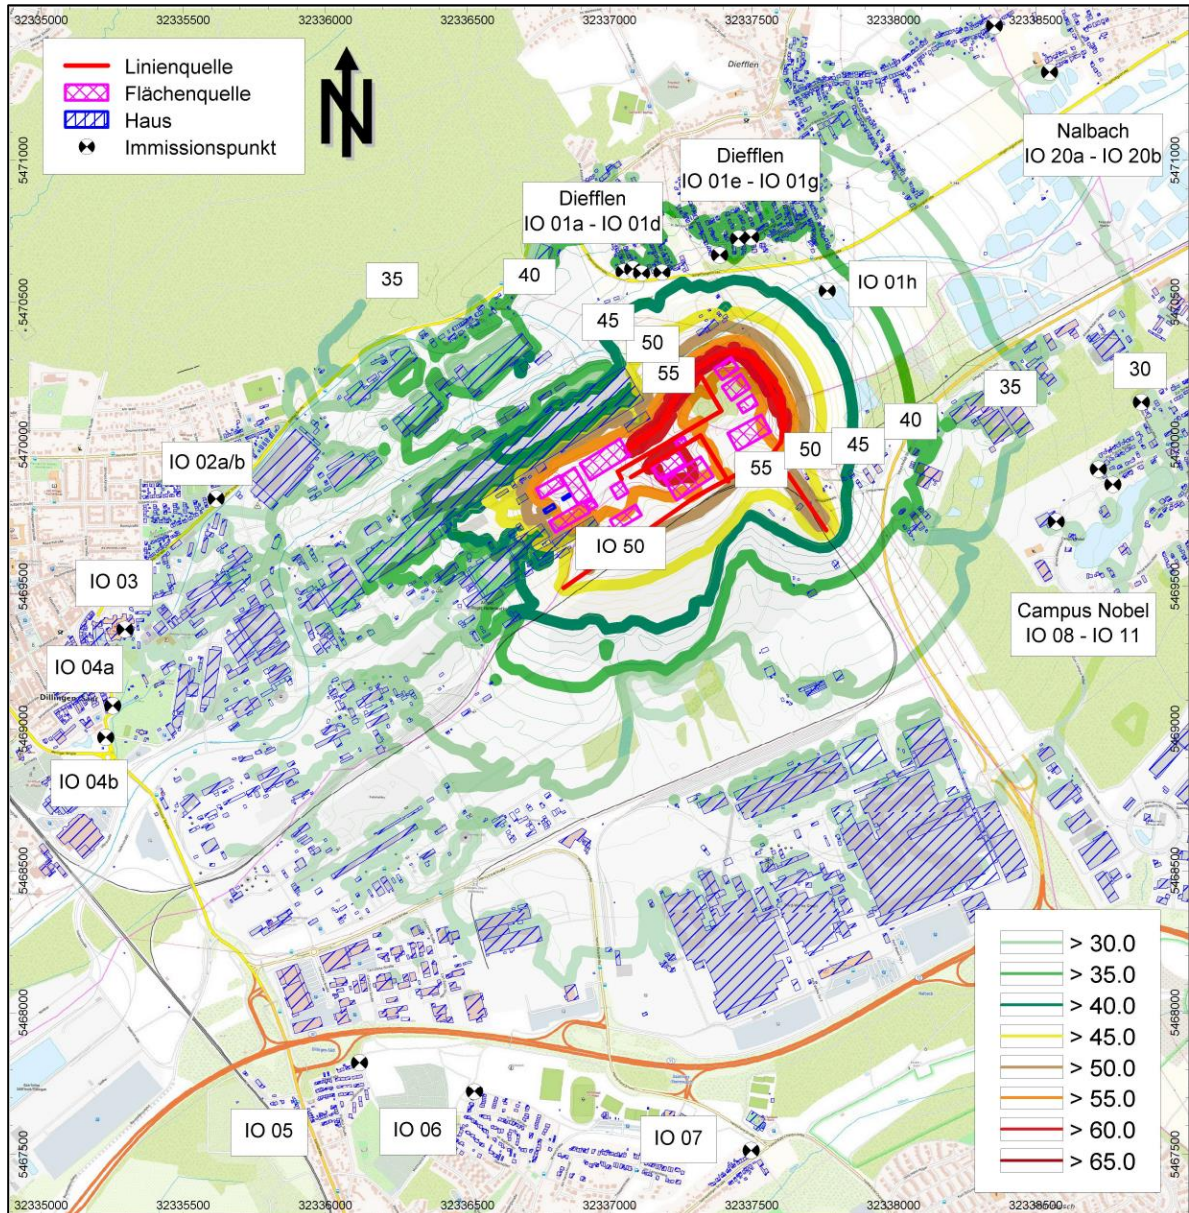 32335000 32335500 32336000 32336500 32337000 32337500 32338000 32338500
Linienquelle
Flächenquelle
Haus
Immissionspunkt
N
Diefflen
Nalbach
IO 20a - IO 20b
Diefflen
IO 01e - IO 01g
Diefflen
IO 01a - IO 01d
5471000
5471000
35
40
IO 01h
5470500
5470500
45
50
55
30
35
40
45
50
55
5470000
5470000
IO 02a/b
IO 50
5469500
5469500
IO 03
Campus Nobel
IO 08 - IO 11
IO 04a
5469000
5469000
IO 04b
5468500
5468500
> 30.0
> 35.0
> 40.0
> 45.0
> 50.0
> 55.0
> 60.0
> 65.0
5468000
5468000
IO 05
IO 06
IO 07
5467500
5467500
32335000 32335500 32336000 32336500 32337000 32337500 32338000 32338500